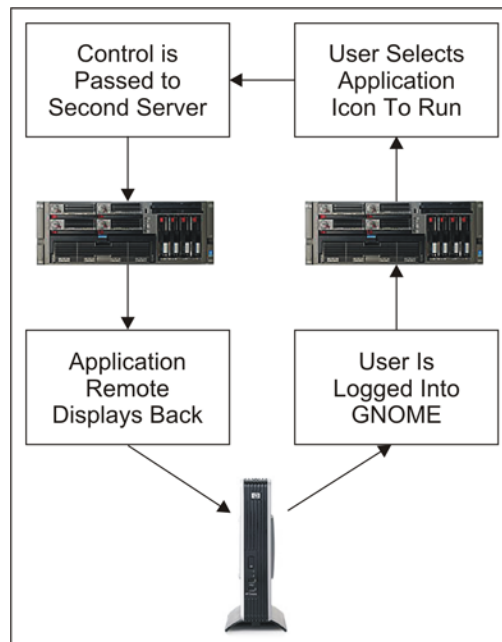 Control is
Passed to
Second Server
User Selects
Application
Icon To Run
Application
Remote
Displays Back
User Is
Logged Into
GNOME